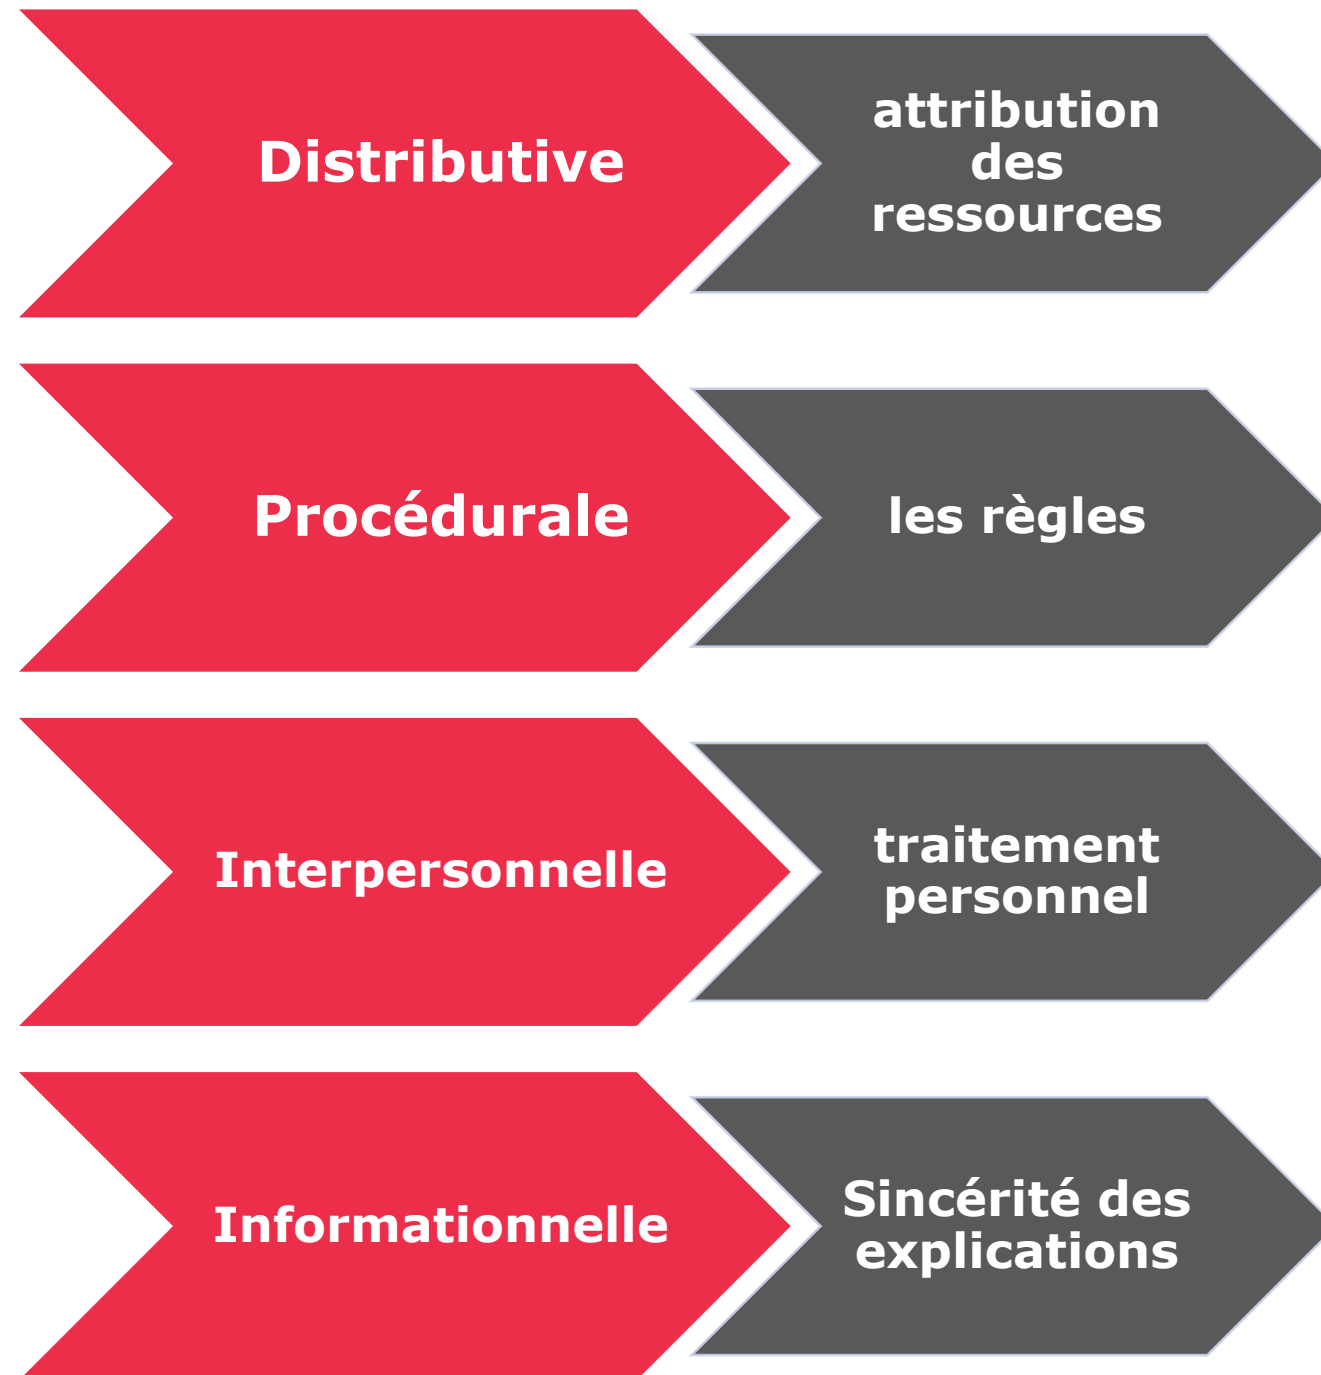 Distributive
attribution
des
ressources
Procédurale
les règles
Interpersonnelle
traitement
personnel
Informationnelle
Sincérité des
explications